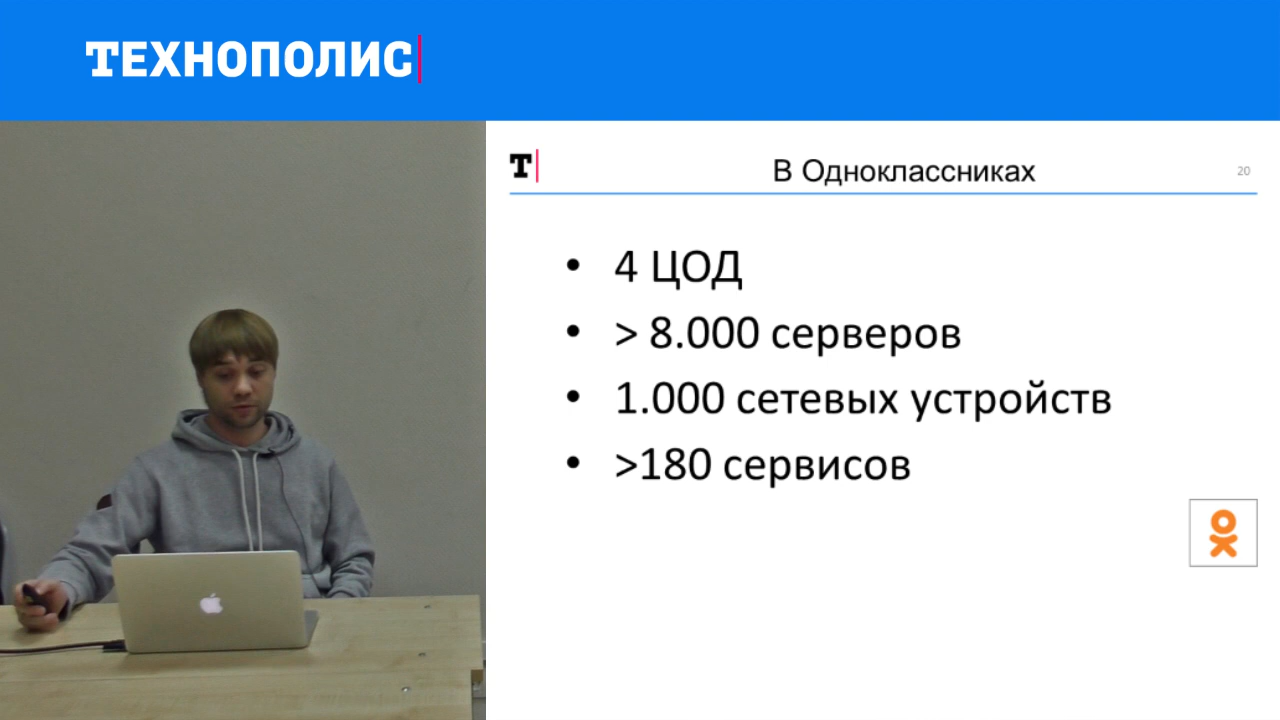 ТЕХНОПОЛИС
Т
В Одноклассниках
20
• 4 ЦОД
• > 8.000 серверов
• 1.000 сетевых устройств
• >180 сервисов